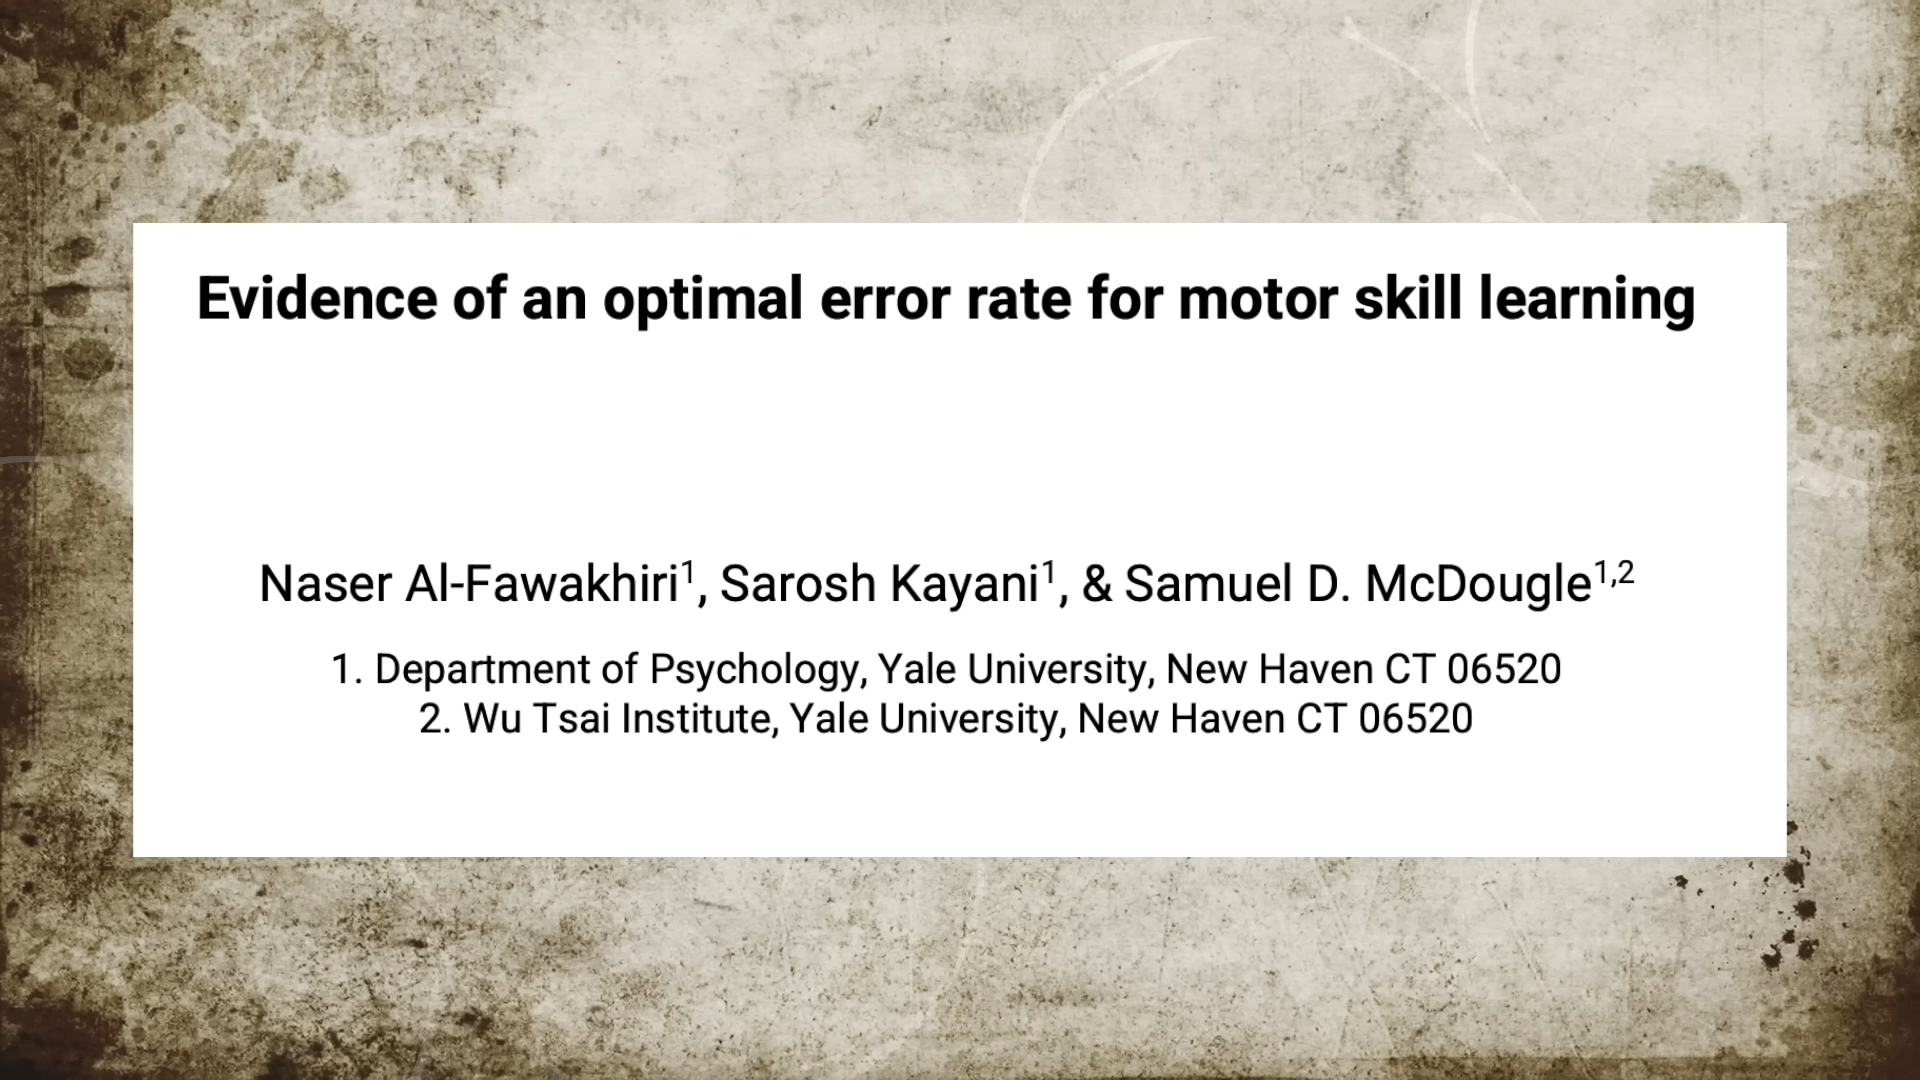 Evidence of an optimal error rate for motor skill learning
Naser Al-Fawakhiri¹, Sarosh Kayani¹, & Samuel D. McDougle¹,²
1. Department of Psychology, Yale University, New Haven CT 06520
2. Wu Tsai Institute, Yale University, New Haven CT 06520